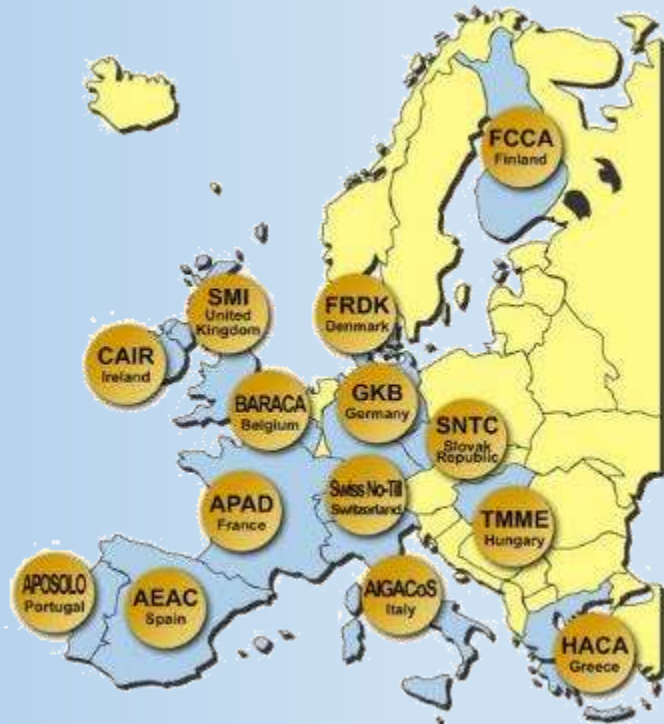 FCCA
Finland
SMI
United
Kingdom
FRDK
Denmark
CAIR
Ireland
BARACA
Belgium
GKB
Germany
SNTC
Slovak
Republic
APAD
France
Swiss No-Till
Switzerland
TMME
Hungary
APOSOLO
Portugal
AEAC
Spain
AIGACoS
Italy
HACA
Greece